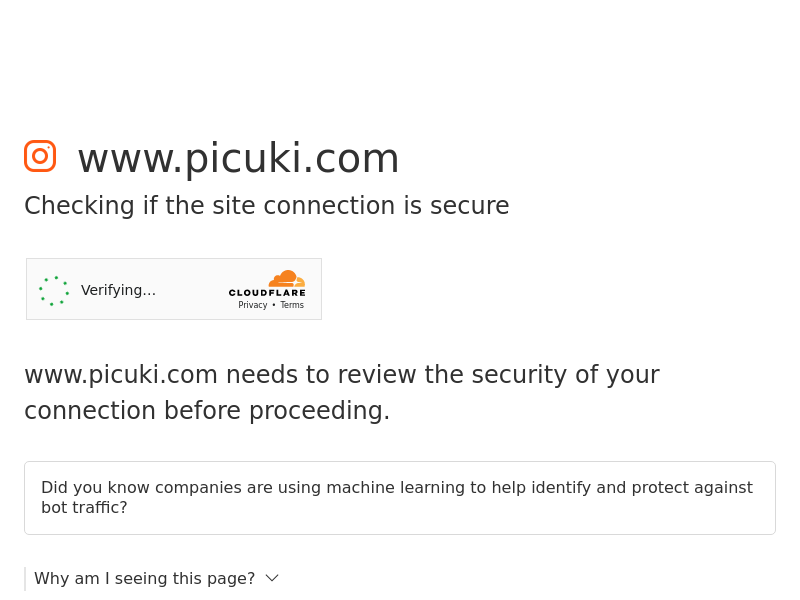 www.picuki.com
Checking if the site connection is secure
Verifying...
CLOUDFLARE
Privacy • Terms
www.picuki.com needs to review the security of your
connection before proceeding.
Did you know companies are using machine learning to help identify and protect against
bot traffic?
Why am I seeing this page?